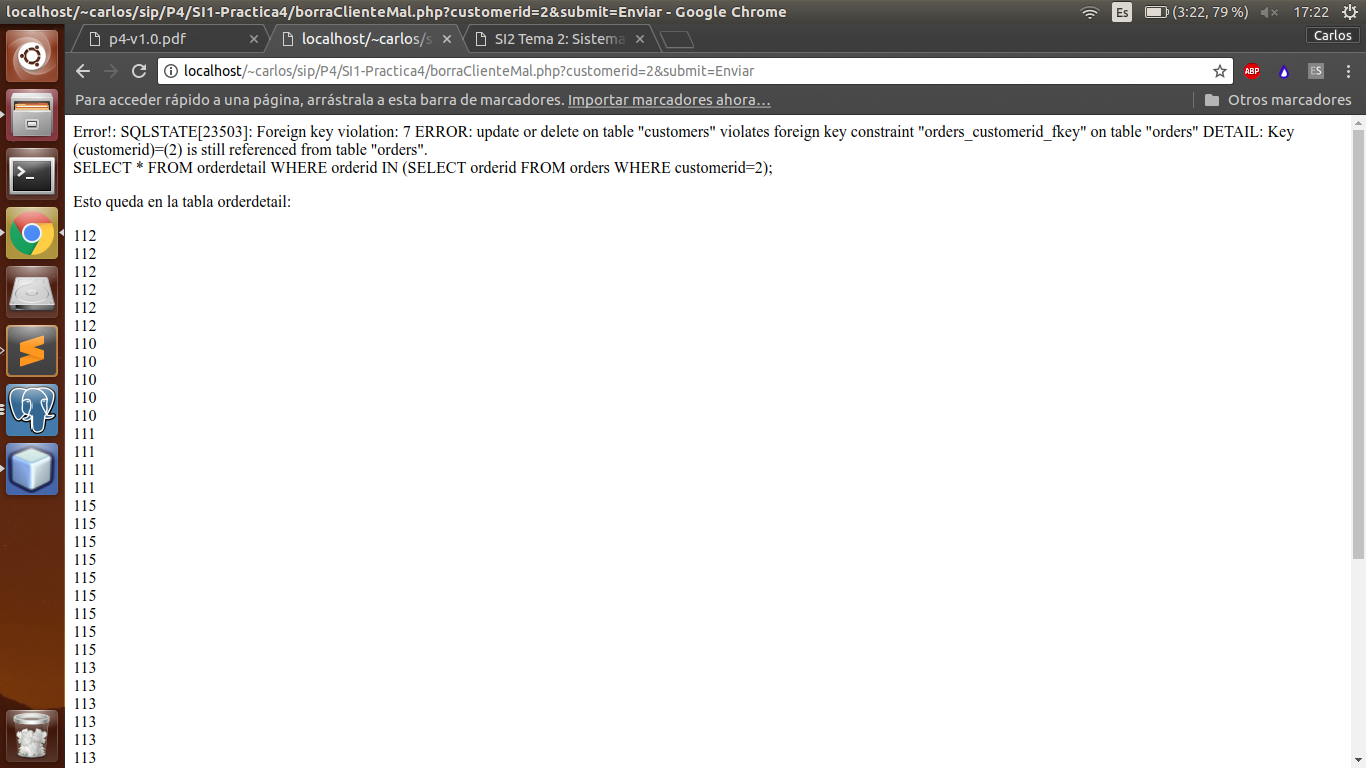 localhost/~carlos/sip/P4/SI1-Practica4/borraClienteMal.php?customerid=2&submit=Enviar - Google Chrome
Es
(3:22, 79 %)
17:22
p4-v1.0.pdf
localhost/~carlos/s
SI2 Tema 2: Sistema
Carlos
localhost/~carlos/sip/P4/SI1-Practica4/borraClienteMal.php?customerid=2&submit=Enviar
ABP
ES
Para acceder rápido a una página, arrástrala a esta barra de marcadores. Importar marcadores ahora…
Otros marcadores
Error!: SQLSTATE[23503]: Foreign key violation: 7 ERROR: update or delete on table "customers" violates foreign key constraint "orders_customerid_fkey" on table "orders" DETAIL: Key
(customerid)=(2) is still referenced from table "orders".
SELECT * FROM orderdetail WHERE orderid IN (SELECT orderid FROM orders WHERE customerid=2);
Esto queda en la tabla orderdetail:
112
112
112
112
112
112
110
110
110
110
110
111
111
111
111
115
115
115
115
115
115
115
115
115
113
113
113
113
113
113